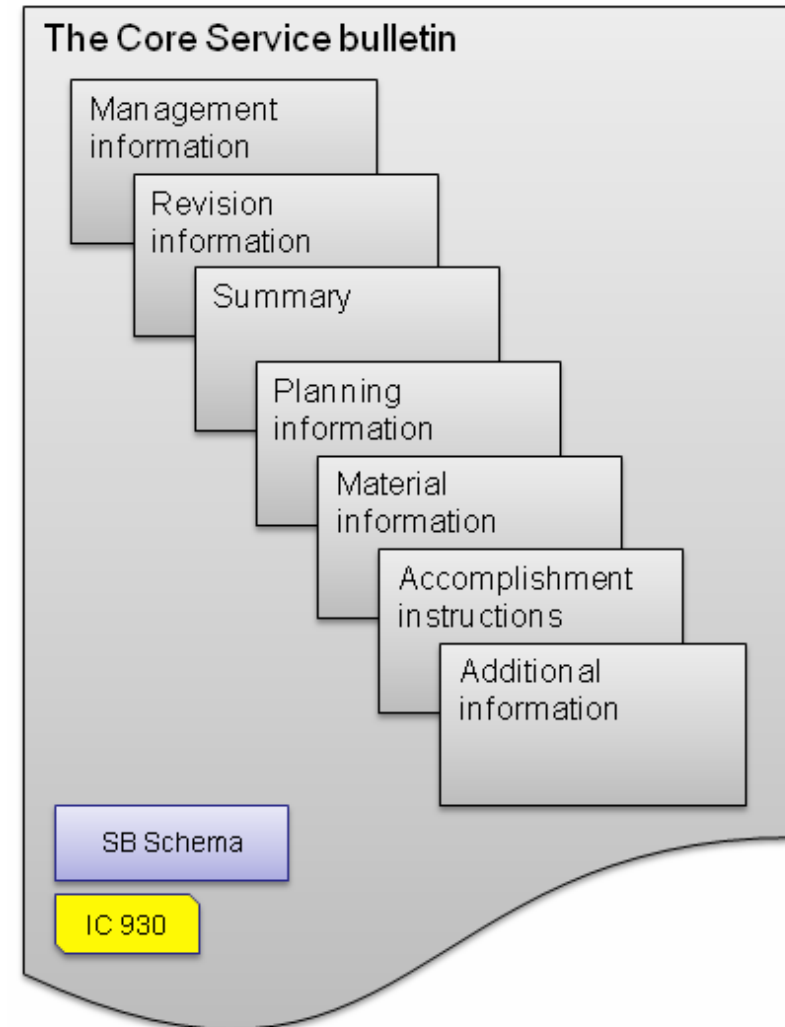 The Core Service bulletin
Management
information
Revision
information
Summary
Planning
information
Material
information
Accomplishment
instructions
Additional
information
SB Schema
IC 930